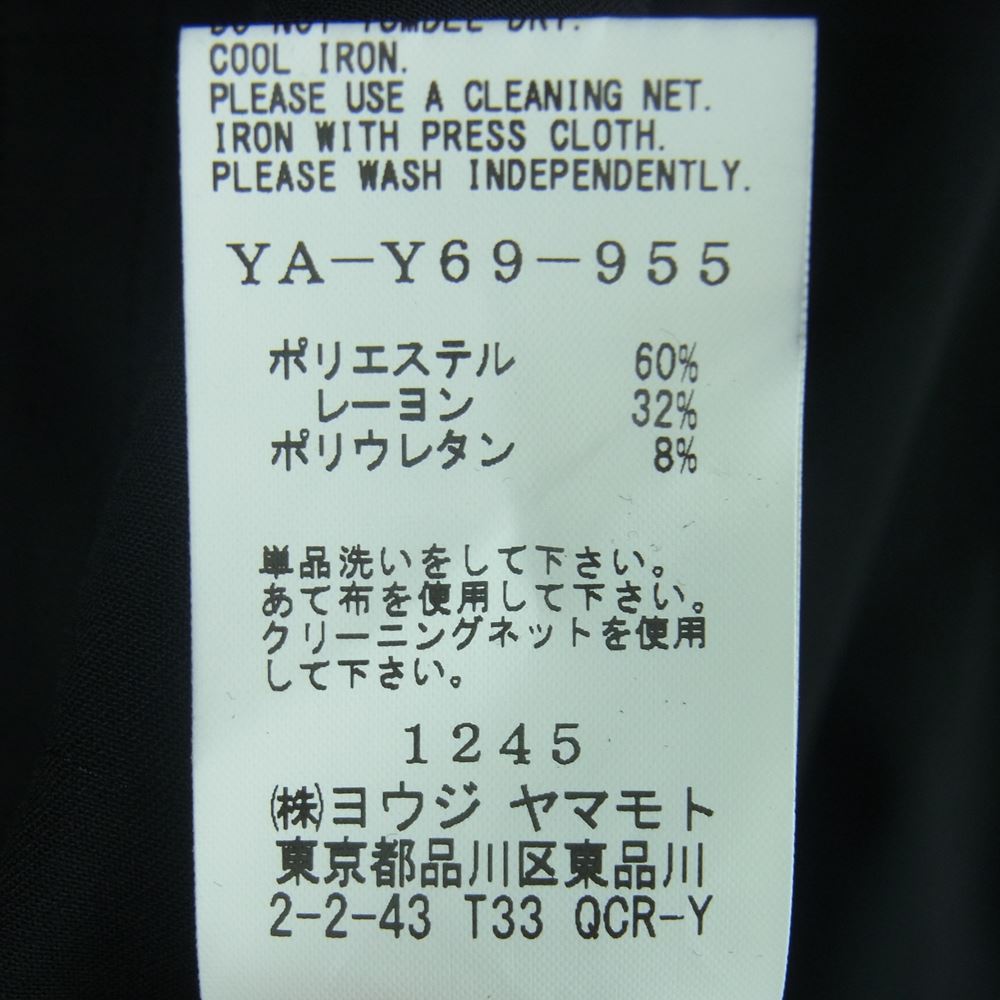 DO NOT TUMBLE DRY.
COOL IRON.
PLEASE USE A CLEANING NET.
IRON WITH PRESS CLOTH.
PLEASE WASH INDEPENDENTLY.
YA-Y69-955
ポリエステル 60%
レーヨン 32%
ポリウレタン 8%
単品洗いをして下さい。
あて布を使用して下さい。
クリーニングネットを使用
して下さい。
1245
㈱ヨウジ ヤマモト
東京都品川区東品川
2-2-43 T33 QCR-Y